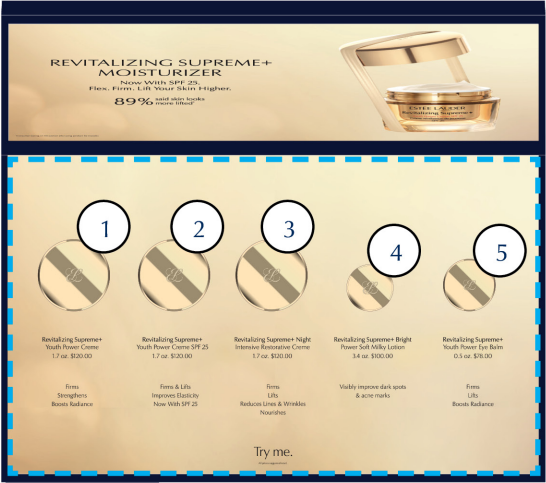 REVITALIZING SUPREME+
MOISTURIZER
Now With SPF 25.
Flex. Firm. Lift Your Skin Higher.
89% said skin looks
more lifted
ESTĒE LAUDER
Revitalizing Supreme+
1
2
3
4
5
Revitalizing Supreme+
Youth Power Creme
1.7 oz. $120.00
Revitalizing Supreme+
Youth Power Creme SPF 25
1.7 oz. $120.00
Revitalizing Supreme+ Night
Intensive Restorative Creme
1.7 oz. $120.00
Revitalizing Supreme+ Bright
Power Soft Milky Lotion
3.4 oz. $100.00
Revitalizing Supreme+
Youth Power Eye Balm
0.5 oz. $78.00
Firms
Strengthens
Boosts Radiance
Firms & Lifts
Improves Elasticity
Now With SPF 25
Firms
Lifts
Reduces Lines & Wrinkles
Nourishes
Visibly improve dark spots
& acne marks
Firms
Lifts
Boosts Radiance
Try me.